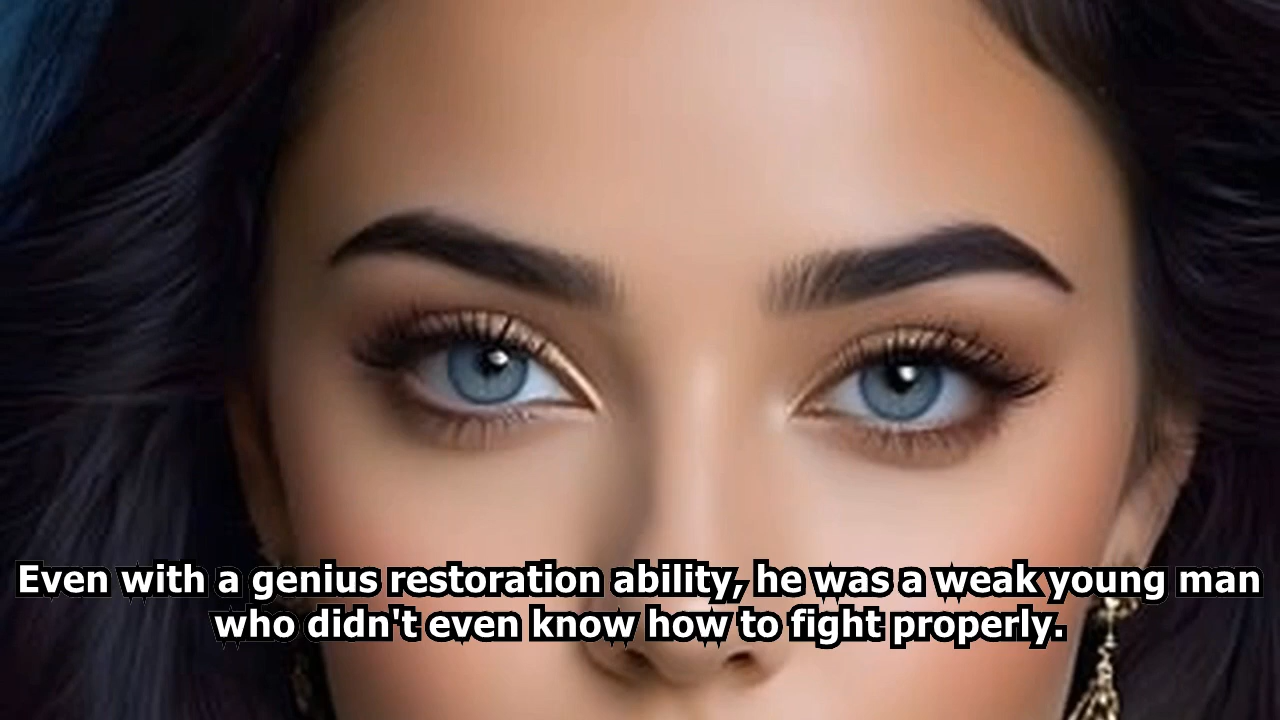 Even with a genius restoration ability, he was a weak young man
who didn't even know how to fight properly.